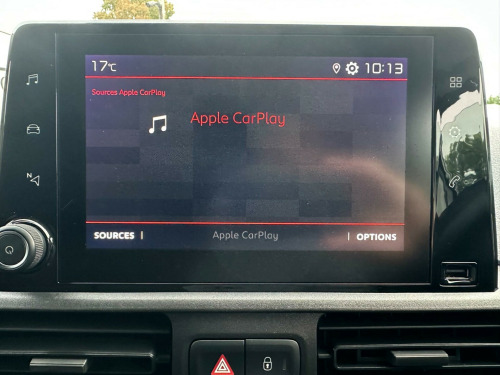 17°C
10:13
Sources Apple CarPlay
Apple CarPlay
SOURCES
Apple CarPlay
OPTIONS
N